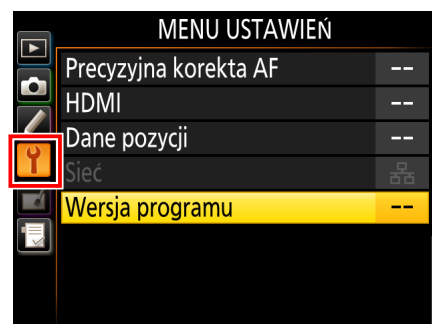 MENU USTAWIEŃ
Precyzyjna korekta AF --
HDMI --
Dane pozycji --
Sieć
Wersja programu --